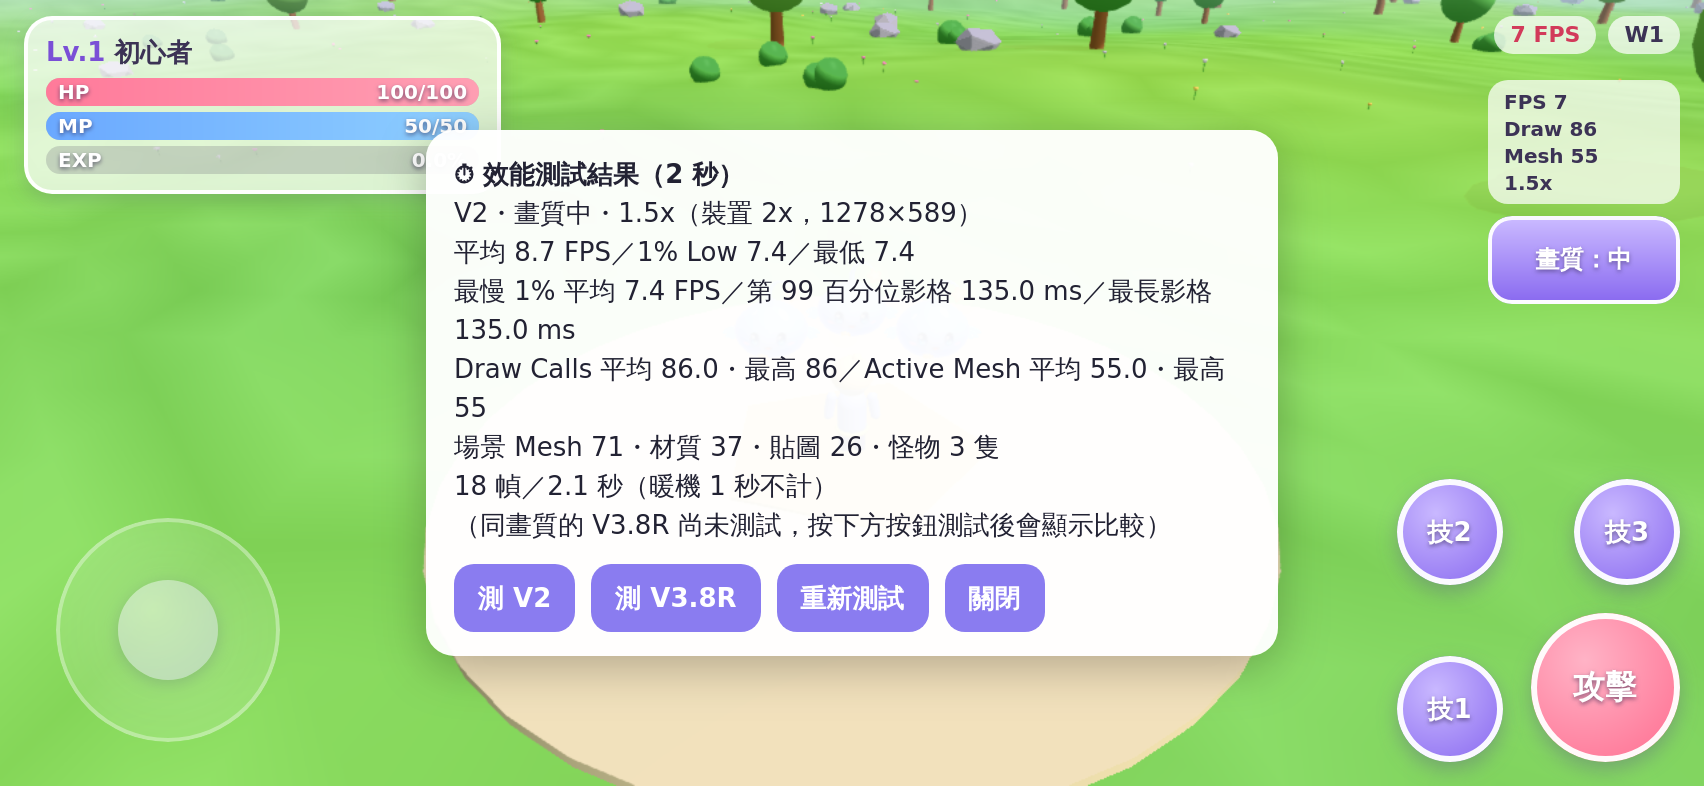 Lv.1 初心者
HP 100/100
MP 50/50
EXP 0
7 FPS
W1
FPS 7
Draw 86
Mesh 55
1.5x
畫質：中
⏱ 效能測試結果（2 秒）
V2・畫質中・1.5x（裝置 2x，1278×589）
平均 8.7 FPS／1% Low 7.4／最低 7.4
最慢 1% 平均 7.4 FPS／第 99 百分位影格 135.0 ms／最長影格
135.0 ms
Draw Calls 平均 86.0・最高 86／Active Mesh 平均 55.0・最高
55
場景 Mesh 71・材質 37・貼圖 26・怪物 3 隻
18 幀／2.1 秒（暖機 1 秒不計）
（同畫質的 V3.8R 尚未測試，按下方按鈕測試後會顯示比較）
測 V2
測 V3.8R
重新測試
關閉
技2
技3
技1
攻擊